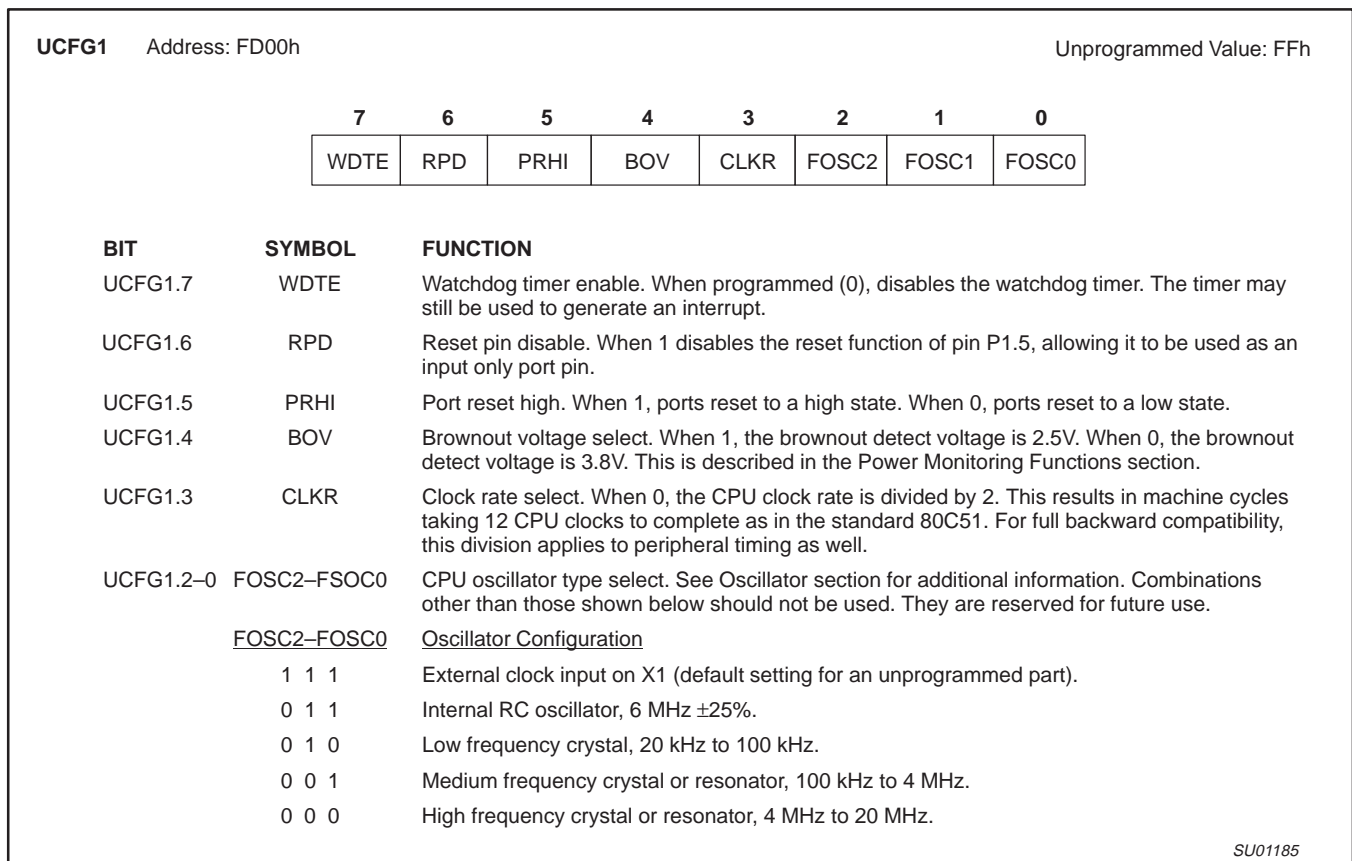 UCFG1 Address: FD00h Unprogrammed Value: FFh
7 6 5 4 3 2 1 0
WDTE RPD PRHI BOV CLKR FOSC2 FOSC1 FOSC0
BIT SYMBOL FUNCTION
UCFG1.7 WDTE Watchdog timer enable. When programmed (0), disables the watchdog timer. The timer may
still be used to generate an interrupt.
UCFG1.6 RPD Reset pin disable. When 1 disables the reset function of pin P1.5, allowing it to be used as an
input only port pin.
UCFG1.5 PRHI Port reset high. When 1, ports reset to a high state. When 0, ports reset to a low state.
UCFG1.4 BOV Brownout voltage select. When 1, the brownout detect voltage is 2.5V. When 0, the brownout
detect voltage is 3.8V. This is described in the Power Monitoring Functions section.
UCFG1.3 CLKR Clock rate select. When 0, the CPU clock rate is divided by 2. This results in machine cycles
taking 12 CPU clocks to complete as in the standard 80C51. For full backward compatibility,
this division applies to peripheral timing as well.
UCFG1.2–0 FOSC2–FSOC0 CPU oscillator type select. See Oscillator section for additional information. Combinations
other than those shown below should not be used. They are reserved for future use.
FOSC2–FOSC0 Oscillator Configuration
1 1 1 External clock input on X1 (default setting for an unprogrammed part).
0 1 1 Internal RC oscillator, 6 MHz ±25%.
0 1 0 Low frequency crystal, 20 kHz to 100 kHz.
0 0 1 Medium frequency crystal or resonator, 100 kHz to 4 MHz.
0 0 0 High frequency crystal or resonator, 4 MHz to 20 MHz.
SU01185